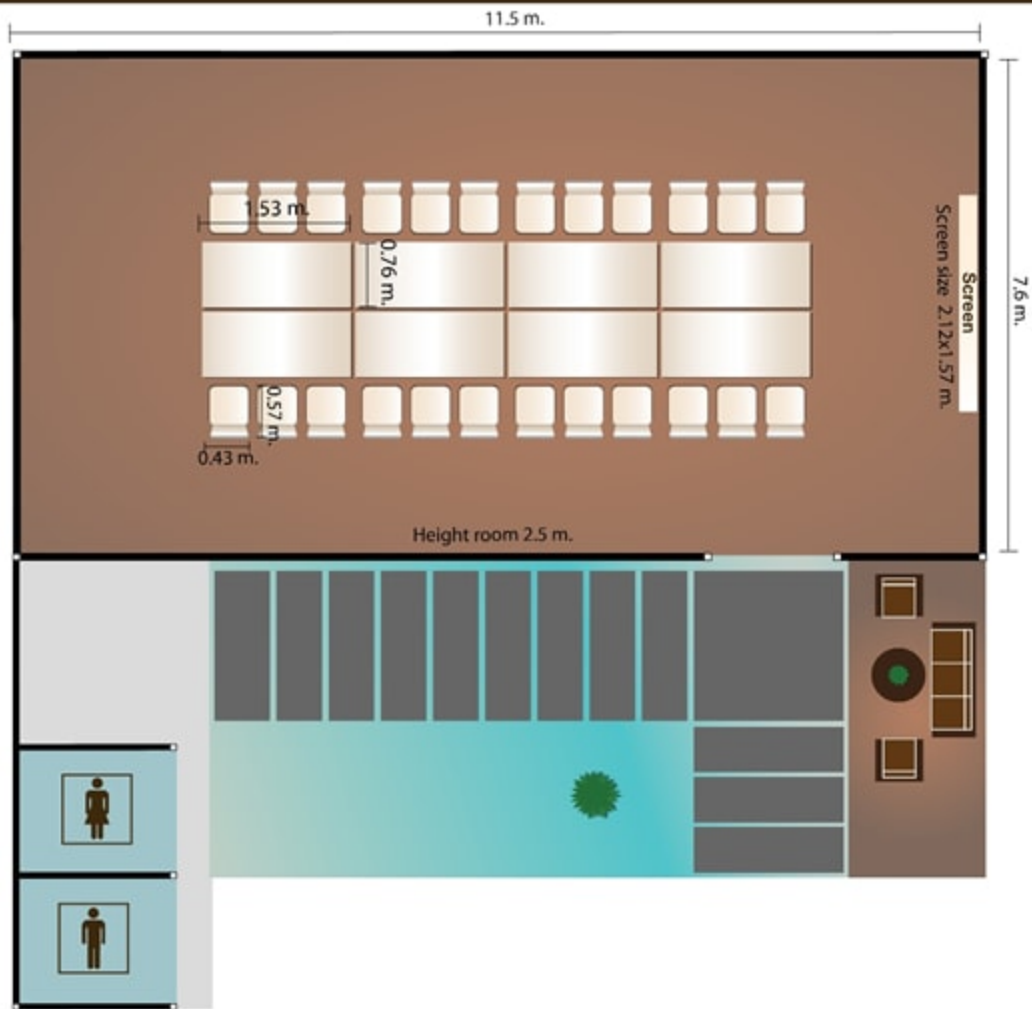 11.5 m.
1.53 m.
0.76 m.
Screen
Screen size 2.12x1.57 m.
7.6 m.
0.57 m.
0.43 m.
Height room 2.5 m.